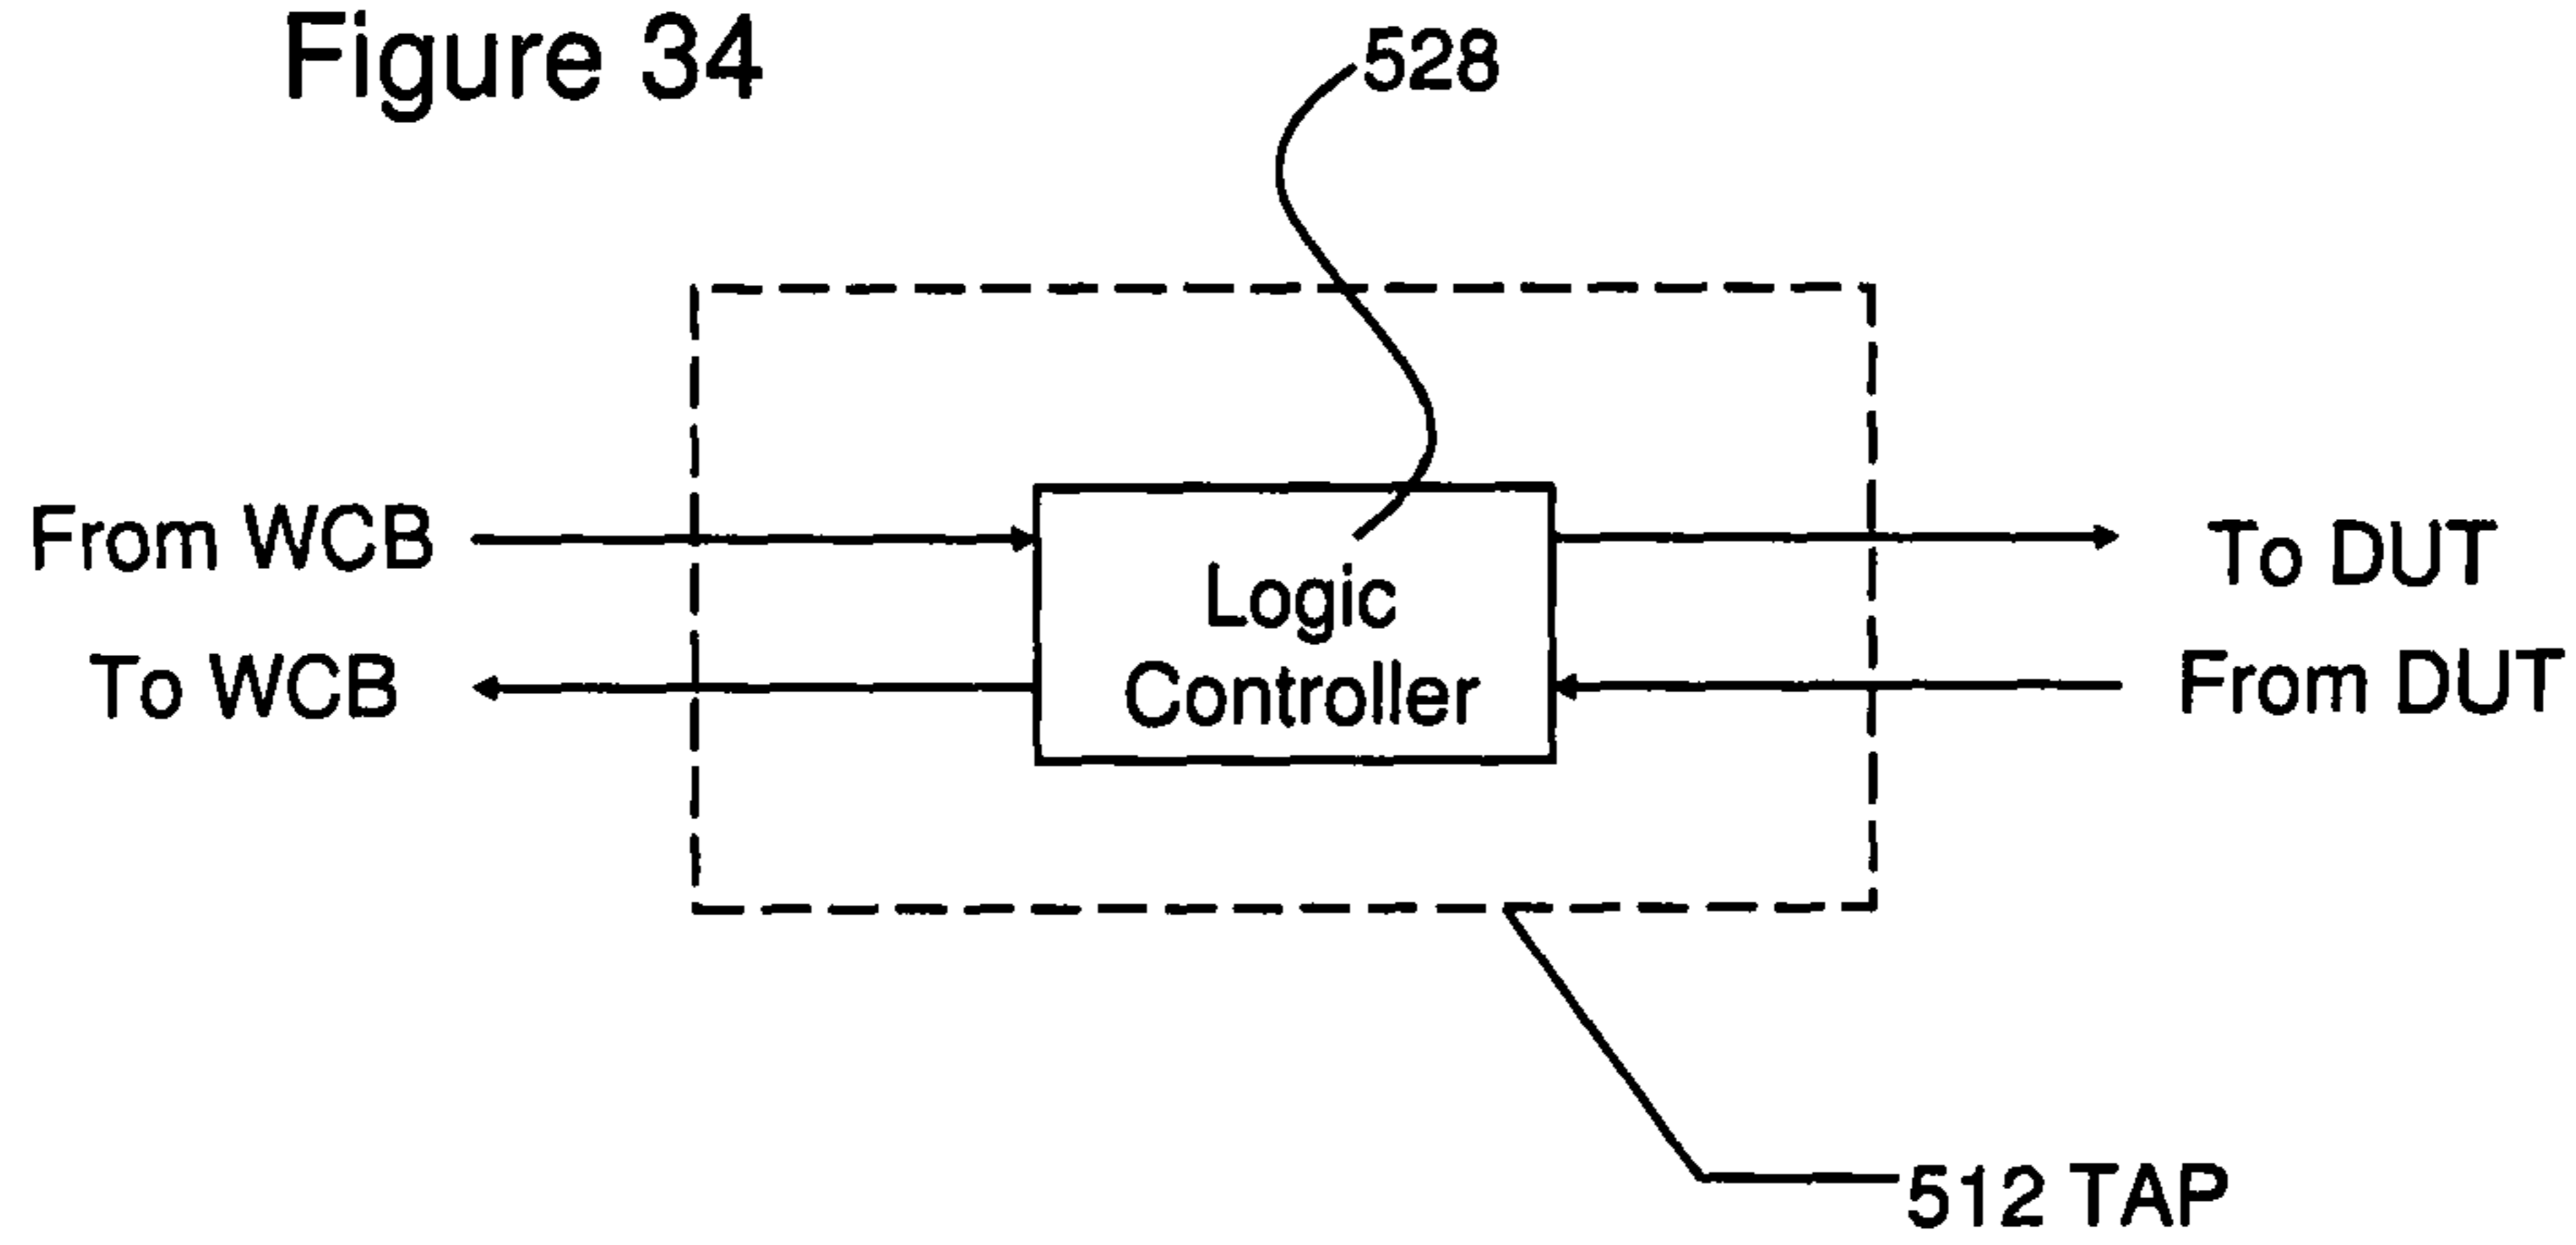 Figure 34
528
From WCB
To DUT
Logic
Controller
To WCB
From DUT
512 TAP